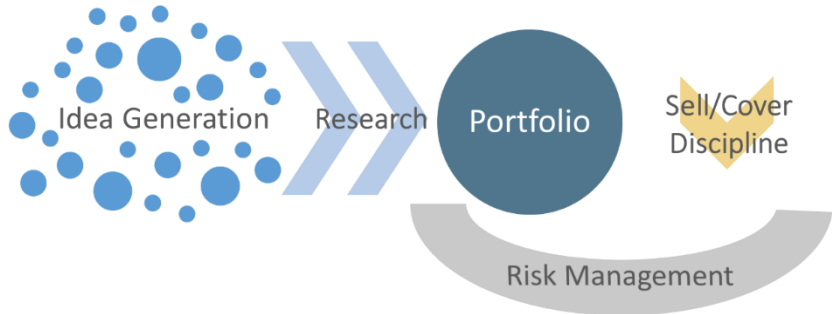 Idea Generation
Research
Portfolio
Sell/Cover
Discipline
Risk Management